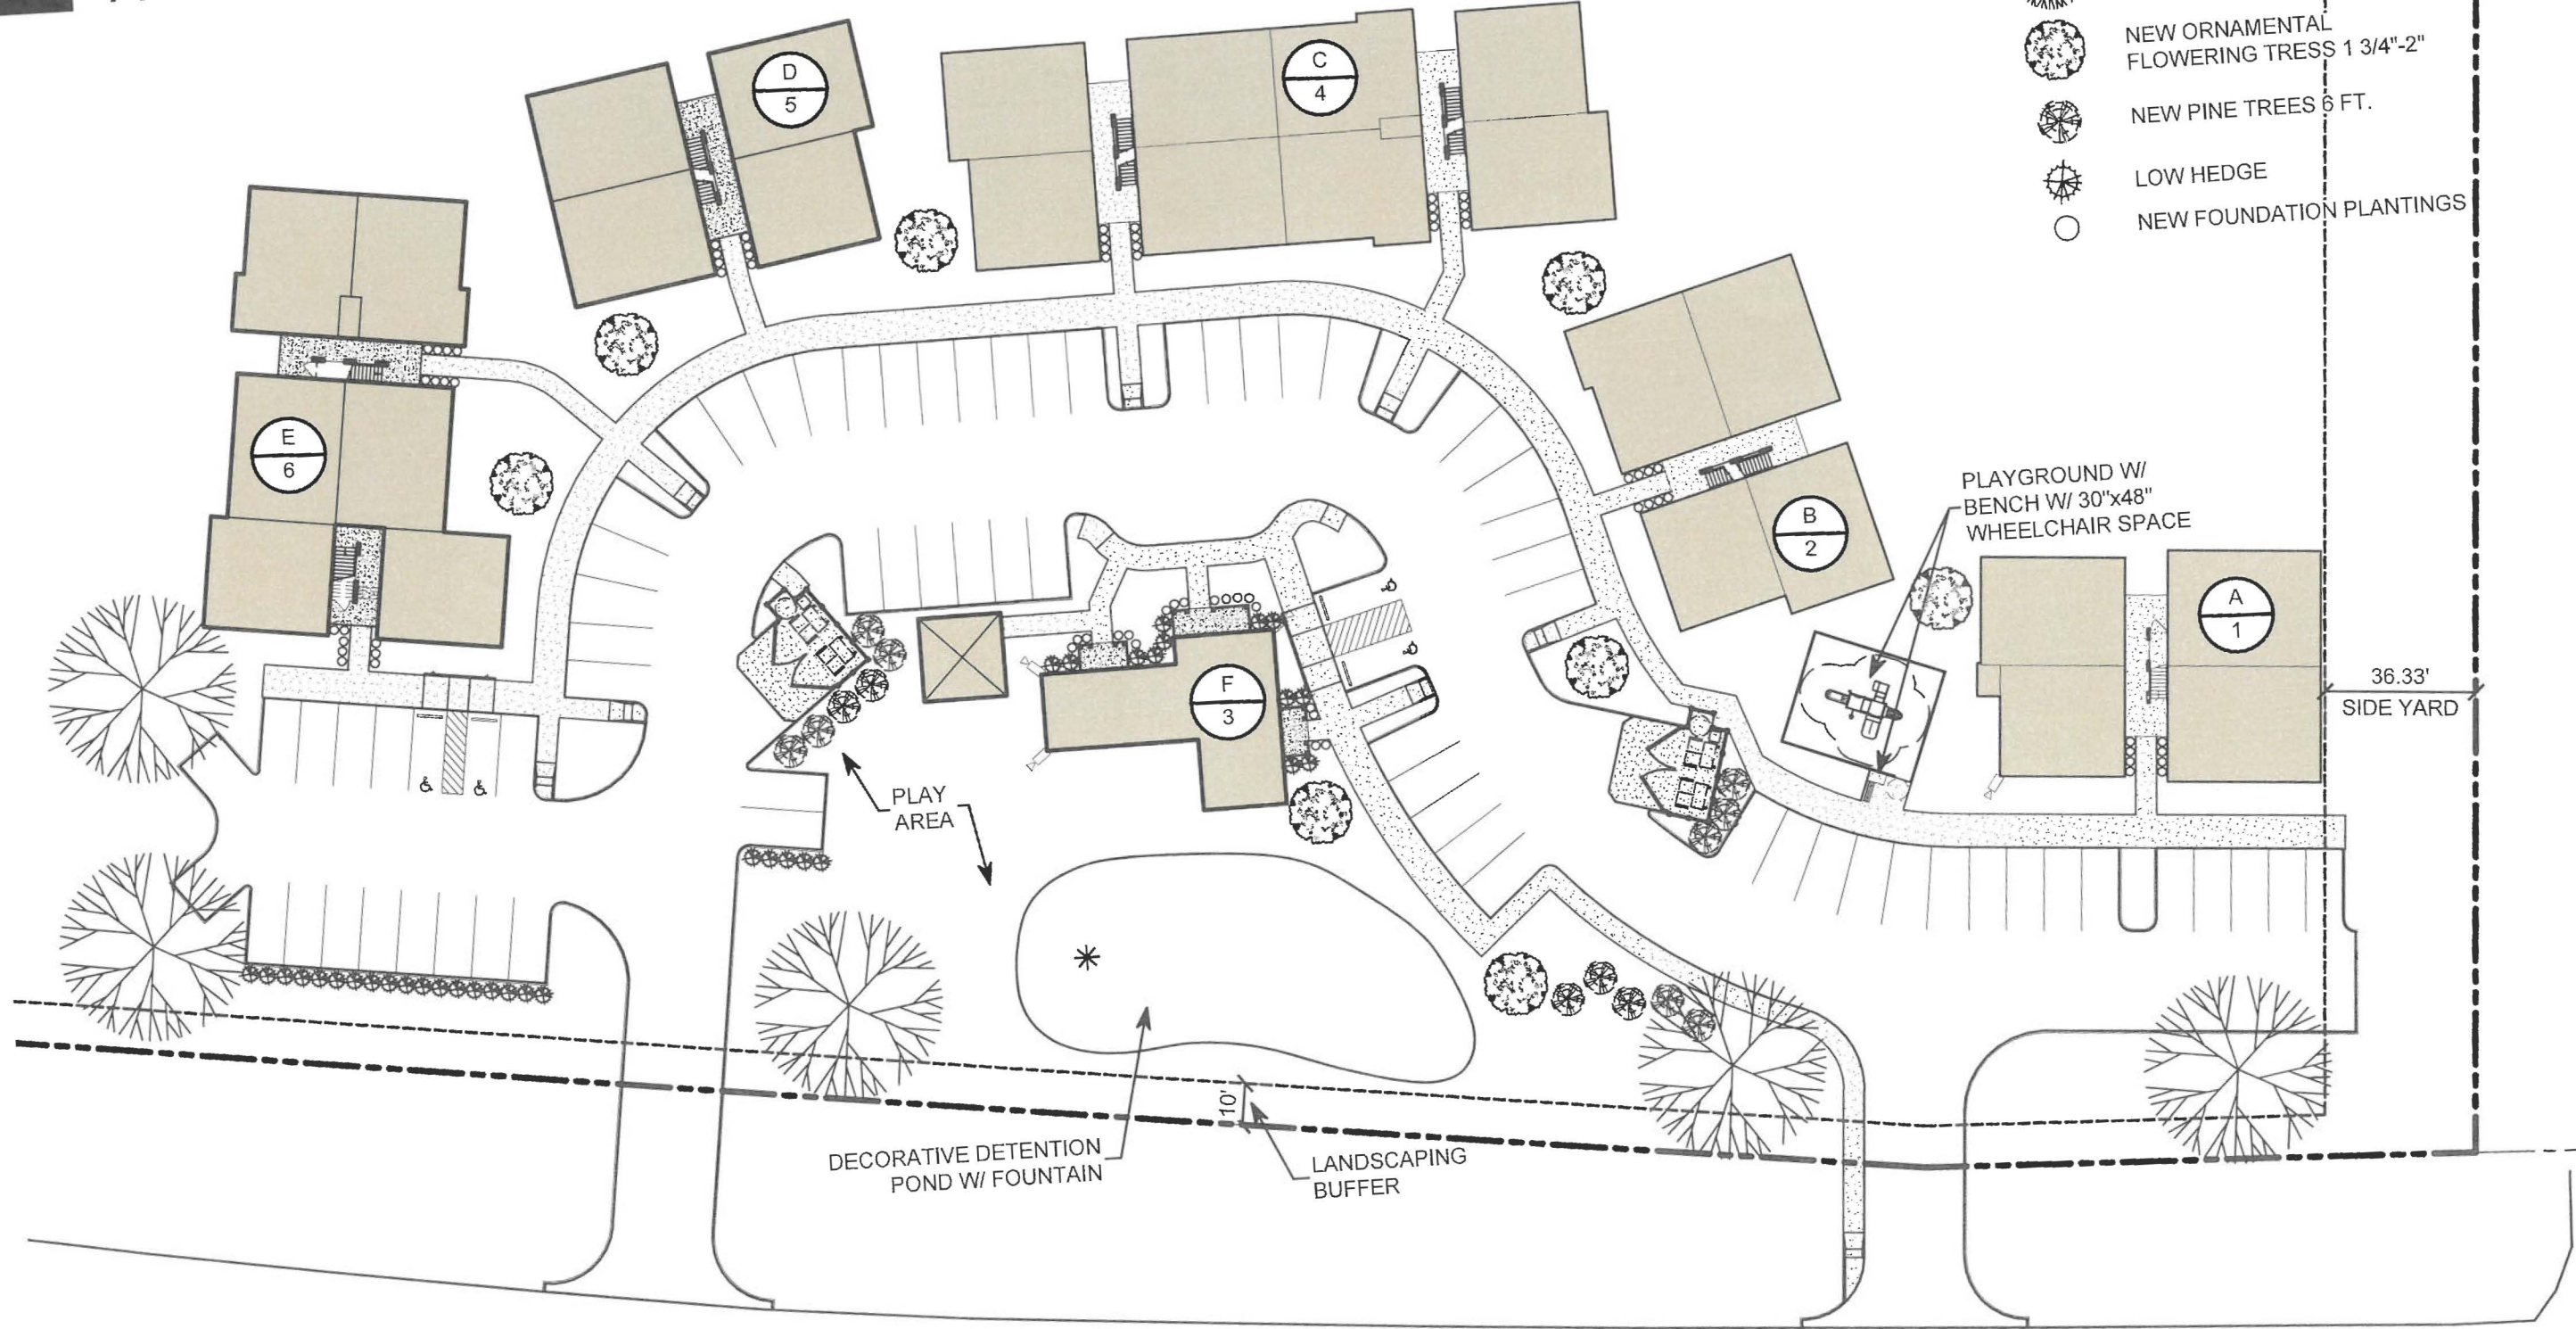 NEW ORNAMENTAL
FLOWERING TRESS 1 3/4"-2"
NEW PINE TREES 6 FT.
LOW HEDGE
NEW FOUNDATION PLANTINGS
D
5
C
4
E
6
B
2
PLAYGROUND W/
BENCH W/ 30"x48"
WHEELCHAIR SPACE
A
1
36.33'
SIDE YARD
F
3
PLAY
AREA
10'
DECORATIVE DETENTION
POND W/ FOUNTAIN
LANDSCAPING
BUFFER